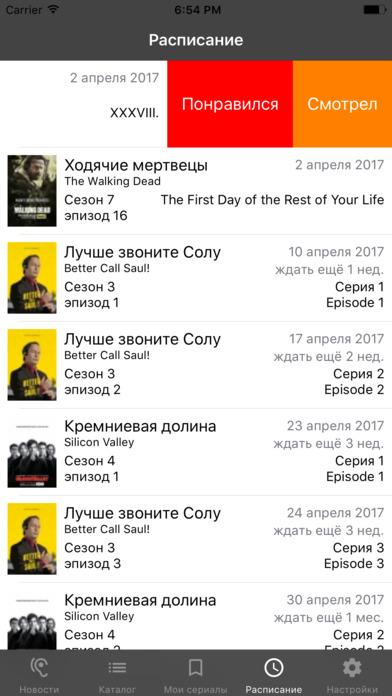 Carrier 6:54 PM
Расписание
2 апреля 2017
XXXVIII.
Понравился
Смотрел
Ходячие мертвецы 2 апреля 2017
The Walking Dead
Сезон 7 The First Day of the Rest of Your Life
эпизод 16
Лучше звоните Солу 10 апреля 2017
Better Call Saul! ждать ещё 1 нед.
Сезон 3 Серия 1
эпизод 1 Episode 1
Лучше звоните Солу 17 апреля 2017
Better Call Saul! ждать ещё 2 нед.
Сезон 3 Серия 2
эпизод 2 Episode 2
Кремниевая долина 23 апреля 2017
Silicon Valley ждать ещё 3 нед.
Сезон 4 Серия 1
эпизод 1 Episode 1
Лучше звоните Солу 24 апреля 2017
Better Call Saul! ждать ещё 3 нед.
Сезон 3 Серия 3
эпизод 3 Episode 3
Кремниевая долина 30 апреля 2017
Silicon Valley ждать ещё 1 мес.
Сезон 4 Серия 2
Новости Каталог Мои сериалы Расписание Настройки